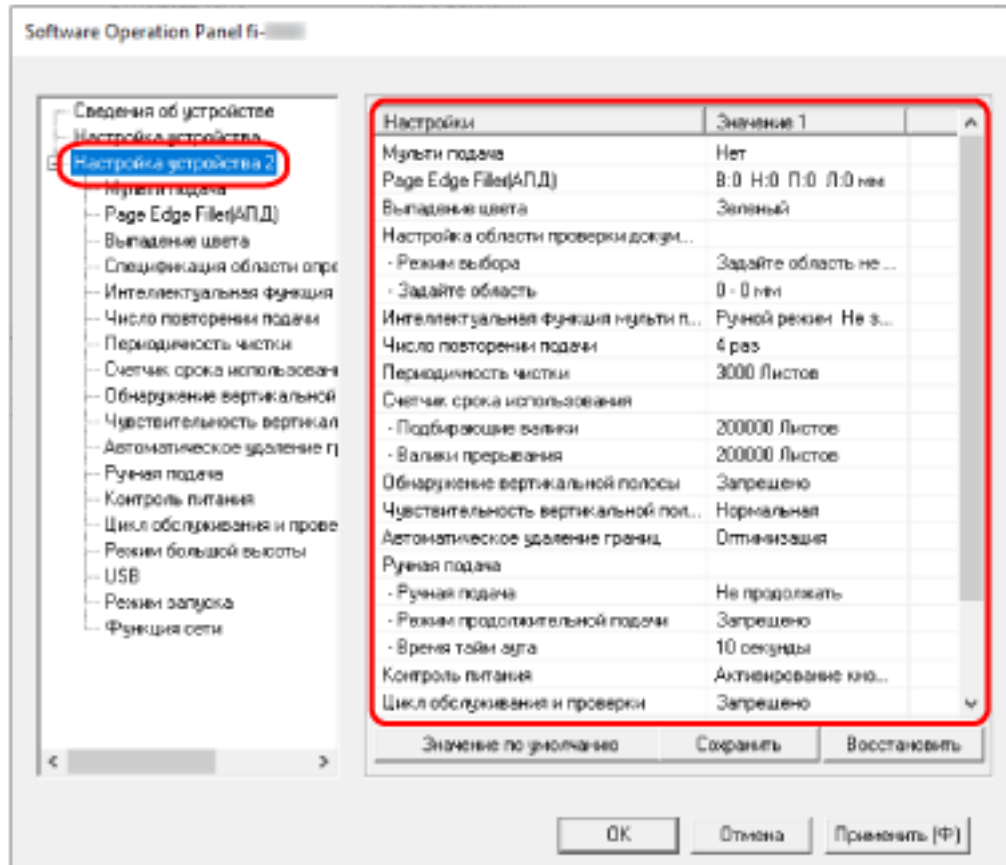 Software Operation Panel fi-
Сведения об устройстве
Настройка устройства
Настройка устройства 2
Мульти подача
Page Edge Filler(АПД)
Выпадение цвета
Спецификация области опре
Интеллектуальная функция
Число повторении подачи
Периодичность чистки
Счетчик срока использовани
Обнаружение вертикальной
Чувствительность вертикал
Автоматическое удаление г
Ручная подача
Контроль питания
Цикл обслуживания и прове
Режим большой высоты
USB
Режим запуска
Функция сети
Настройки Значение 1
Мульти подача Нет
Page Edge Filler(АПД) В:0 Н:0 П:0 Л:0 мм
Выпадение цвета Зеленый
Настройка области проверки докум...
- Режим выбора Задайте область не ...
- Задайте область 0 - 0 мм
Интеллектуальная функция мульти п... Ручной режим Не з...
Число повторении подачи 4 раз
Периодичность чистки 3000 Листов
Счетчик срока использования
- Подбирающие валики 200000 Листов
- Валики прерывания 200000 Листов
Обнаружение вертикальной полосы Запрещено
Чувствительность вертикальной пол... Нормальная
Автоматическое удаление границ Оптимизация
Ручная подача
- Ручная подача Не продолжать
- Режим продолжительной подачи Запрещено
- Время тайм аута 10 секунды
Контроль питания Активирование кно...
Цикл обслуживания и проверки Запрещено
Значение по умолчанию Сохранить Восстановить
OK Отмена Применить (Ф)